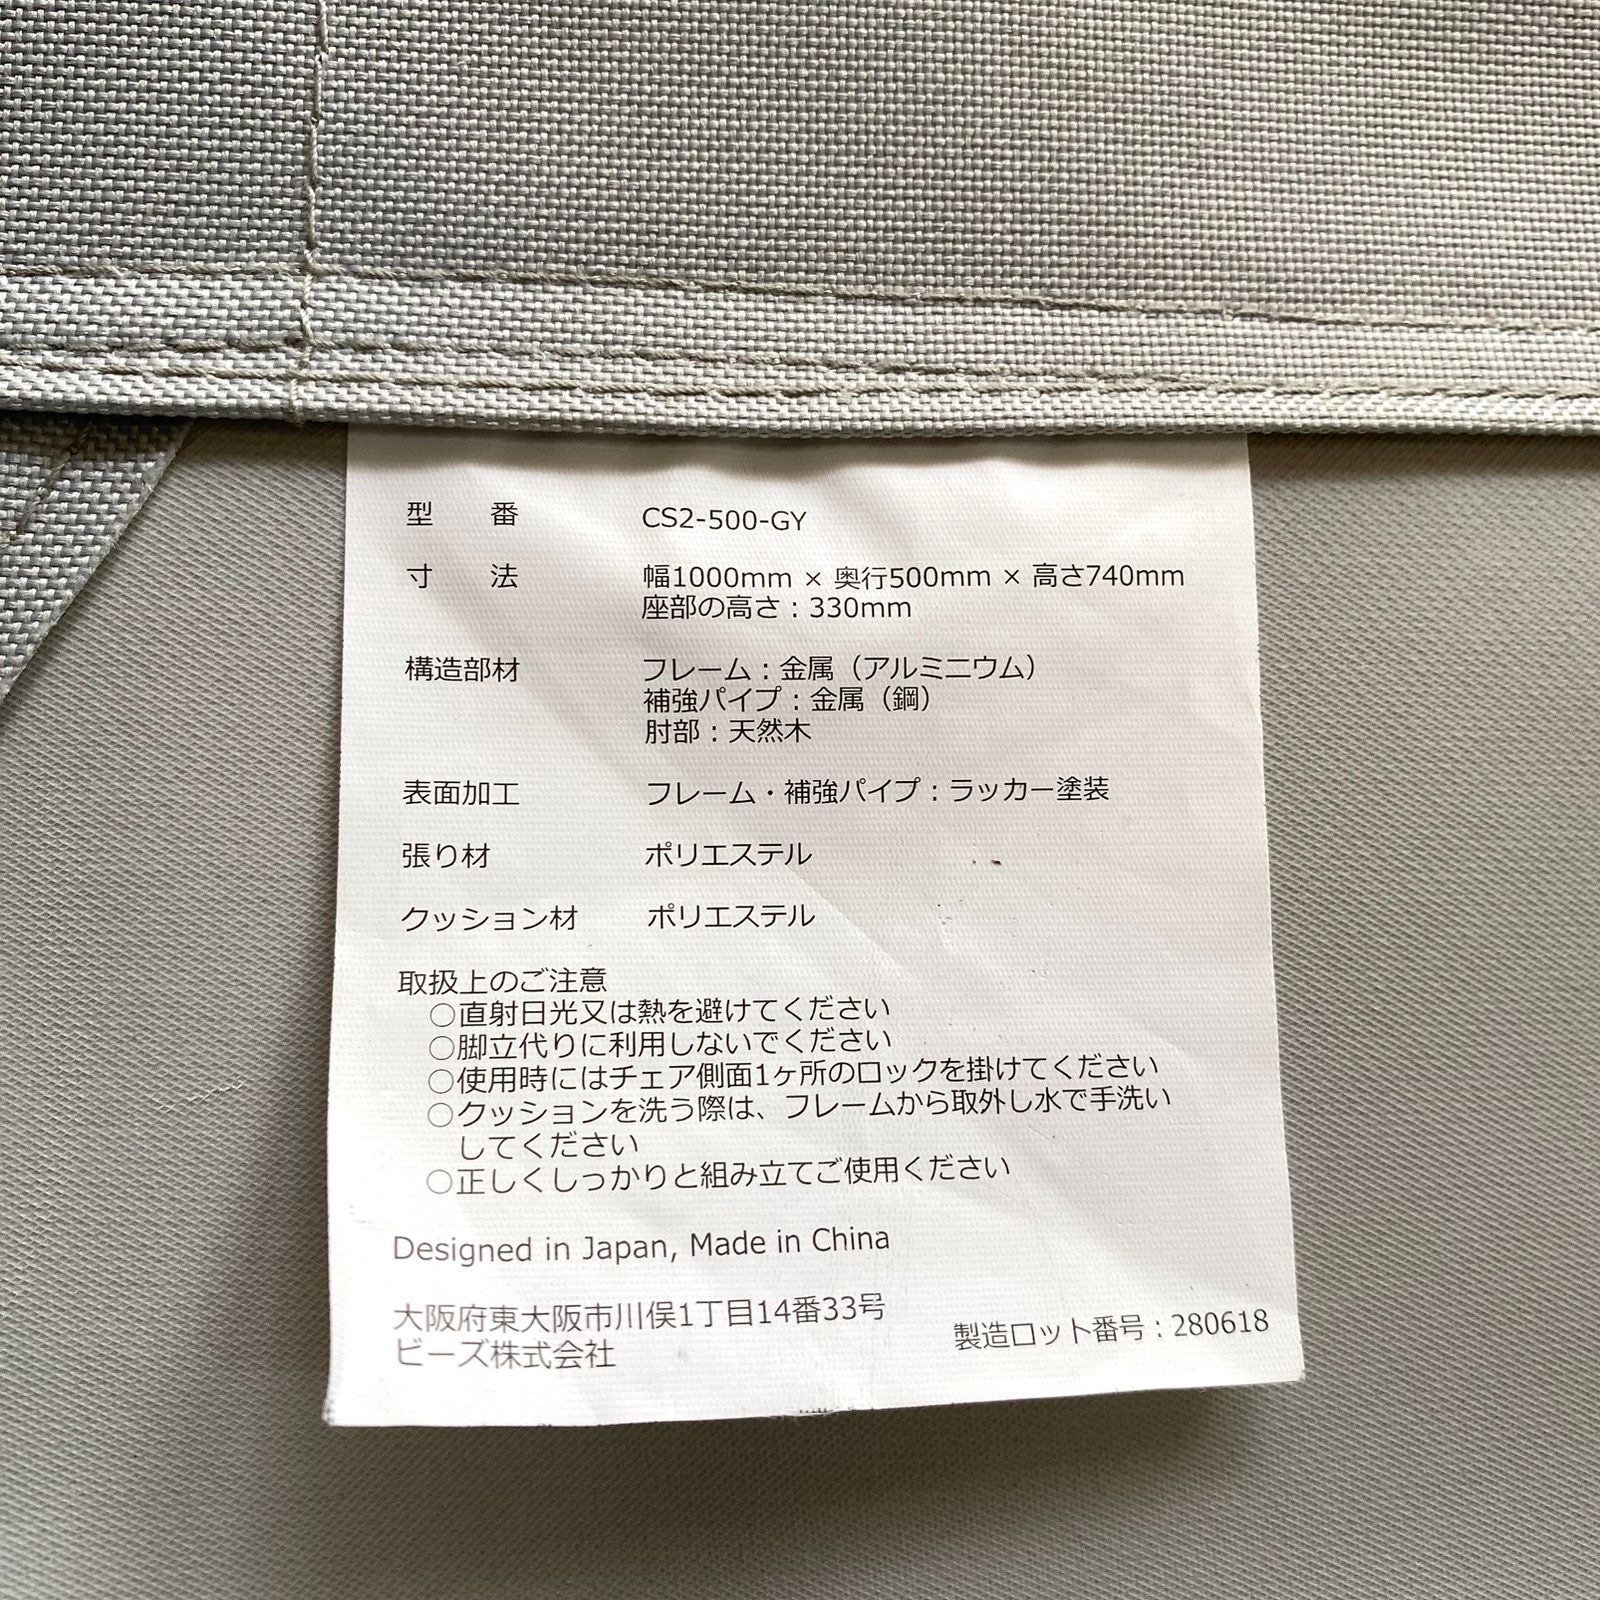 型　番　CS2-500-GY
寸　法　幅1000mm × 奥行500mm × 高さ740mm
座部の高さ：330mm
構造部材　フレーム：金属（アルミニウム）
補強パイプ：金属（鋼）
肘部：天然木
表面加工　フレーム・補強パイプ：ラッカー塗装
張り材　ポリエステル
クッション材　ポリエステル
取扱上のご注意
○直射日光又は熱を避けてください
○脚立代りに利用しないでください
○使用時にはチェア側面1ヶ所のロックを掛けてください
○クッションを洗う際は、フレームから取外し水で手洗い
してください
○正しくしっかりと組み立てご使用ください
Designed in Japan, Made in China
大阪府東大阪市川俣1丁目14番33号
ビーズ株式会社
製造ロット番号：280618